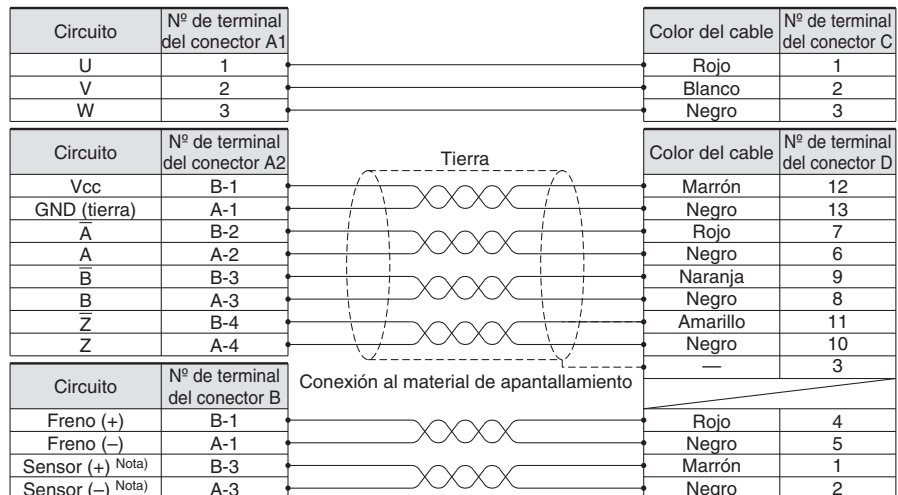 Circuito Nº de terminal del conector A1 Color del cable Nº de terminal del conector C
U 1 Rojo 1
V 2 Blanco 2
W 3 Negro 3
Circuito Nº de terminal del conector A2 Tierra Color del cable Nº de terminal del conector D
Vcc B-1 Marrón 12
GND (tierra) A-1 Negro 13
A̅ B-2 Rojo 7
A A-2 Negro 6
B̅ B-3 Naranja 9
B A-3 Negro 8
Z̅ B-4 Amarillo 11
Z A-4 Negro 10
— 3
Circuito Nº de terminal del conector B Conexión al material de apantallamiento
Freno (+) B-1 Rojo 4
Freno (–) A-1 Negro 5
Sensor (+) Nota) B-3 Marrón 1
Sensor (–) Nota) A-3 Negro 2